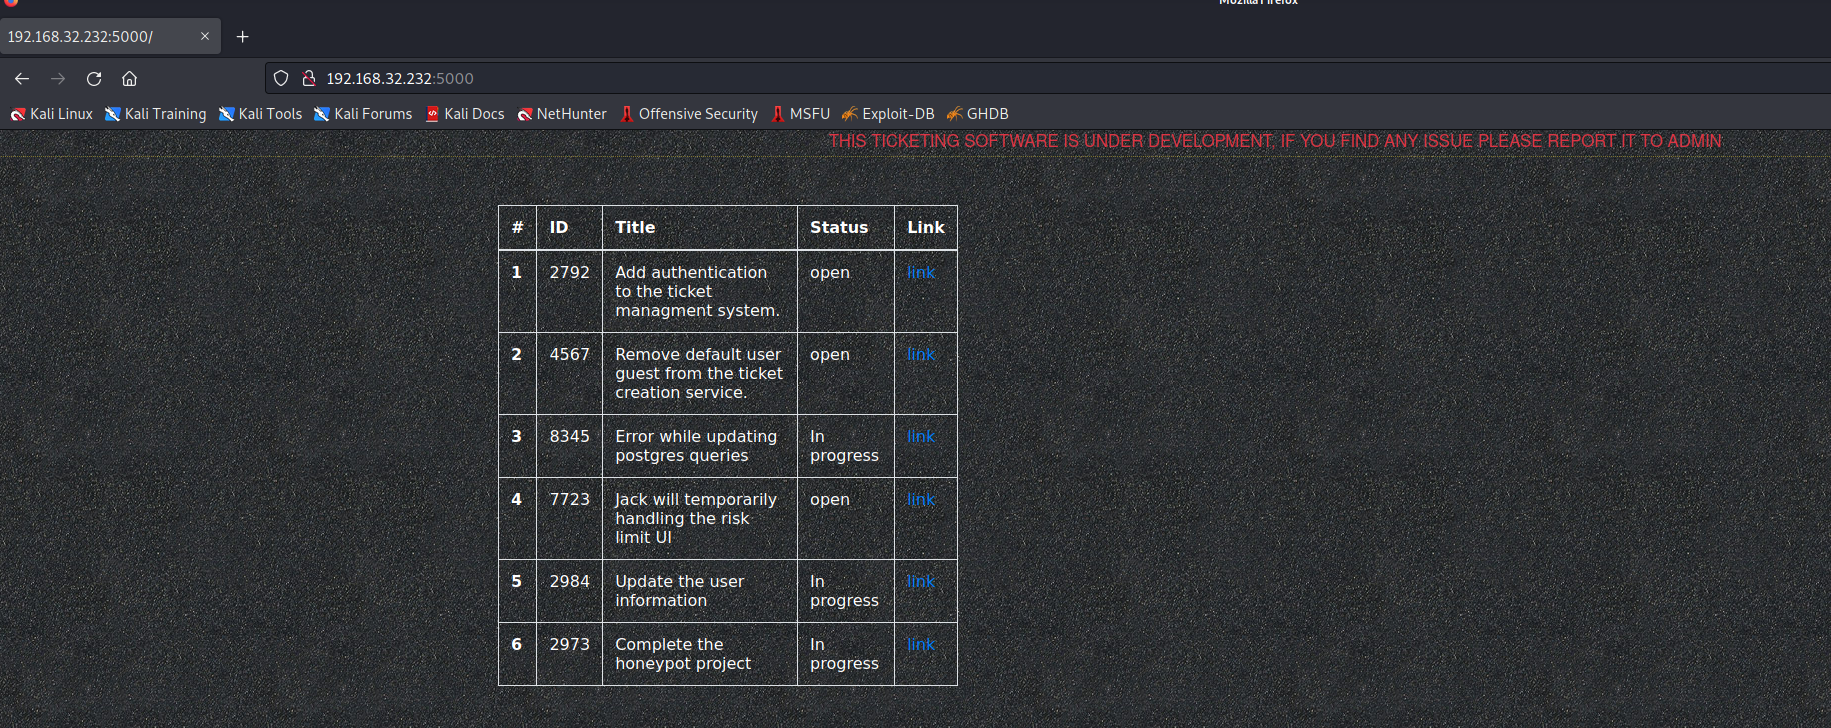 Mozilla Firefox
192.168.32.232:5000/
192.168.32.232:5000
Kali Linux Kali Training Kali Tools Kali Forums Kali Docs NetHunter Offensive Security MSFU Exploit-DB GHDB
THIS TICKETING SOFTWARE IS UNDER DEVELOPMENT. IF YOU FIND ANY ISSUE PLEASE REPORT IT TO ADMIN
# ID Title Status Link
1 2792 Add authentication open link
to the ticket
managment system.
2 4567 Remove default user open link
guest from the ticket
creation service.
3 8345 Error while updating In link
postgres queries progress
4 7723 Jack will temporarily open link
handling the risk
limit UI
5 2984 Update the user In link
information progress
6 2973 Complete the In link
honeypot project progress